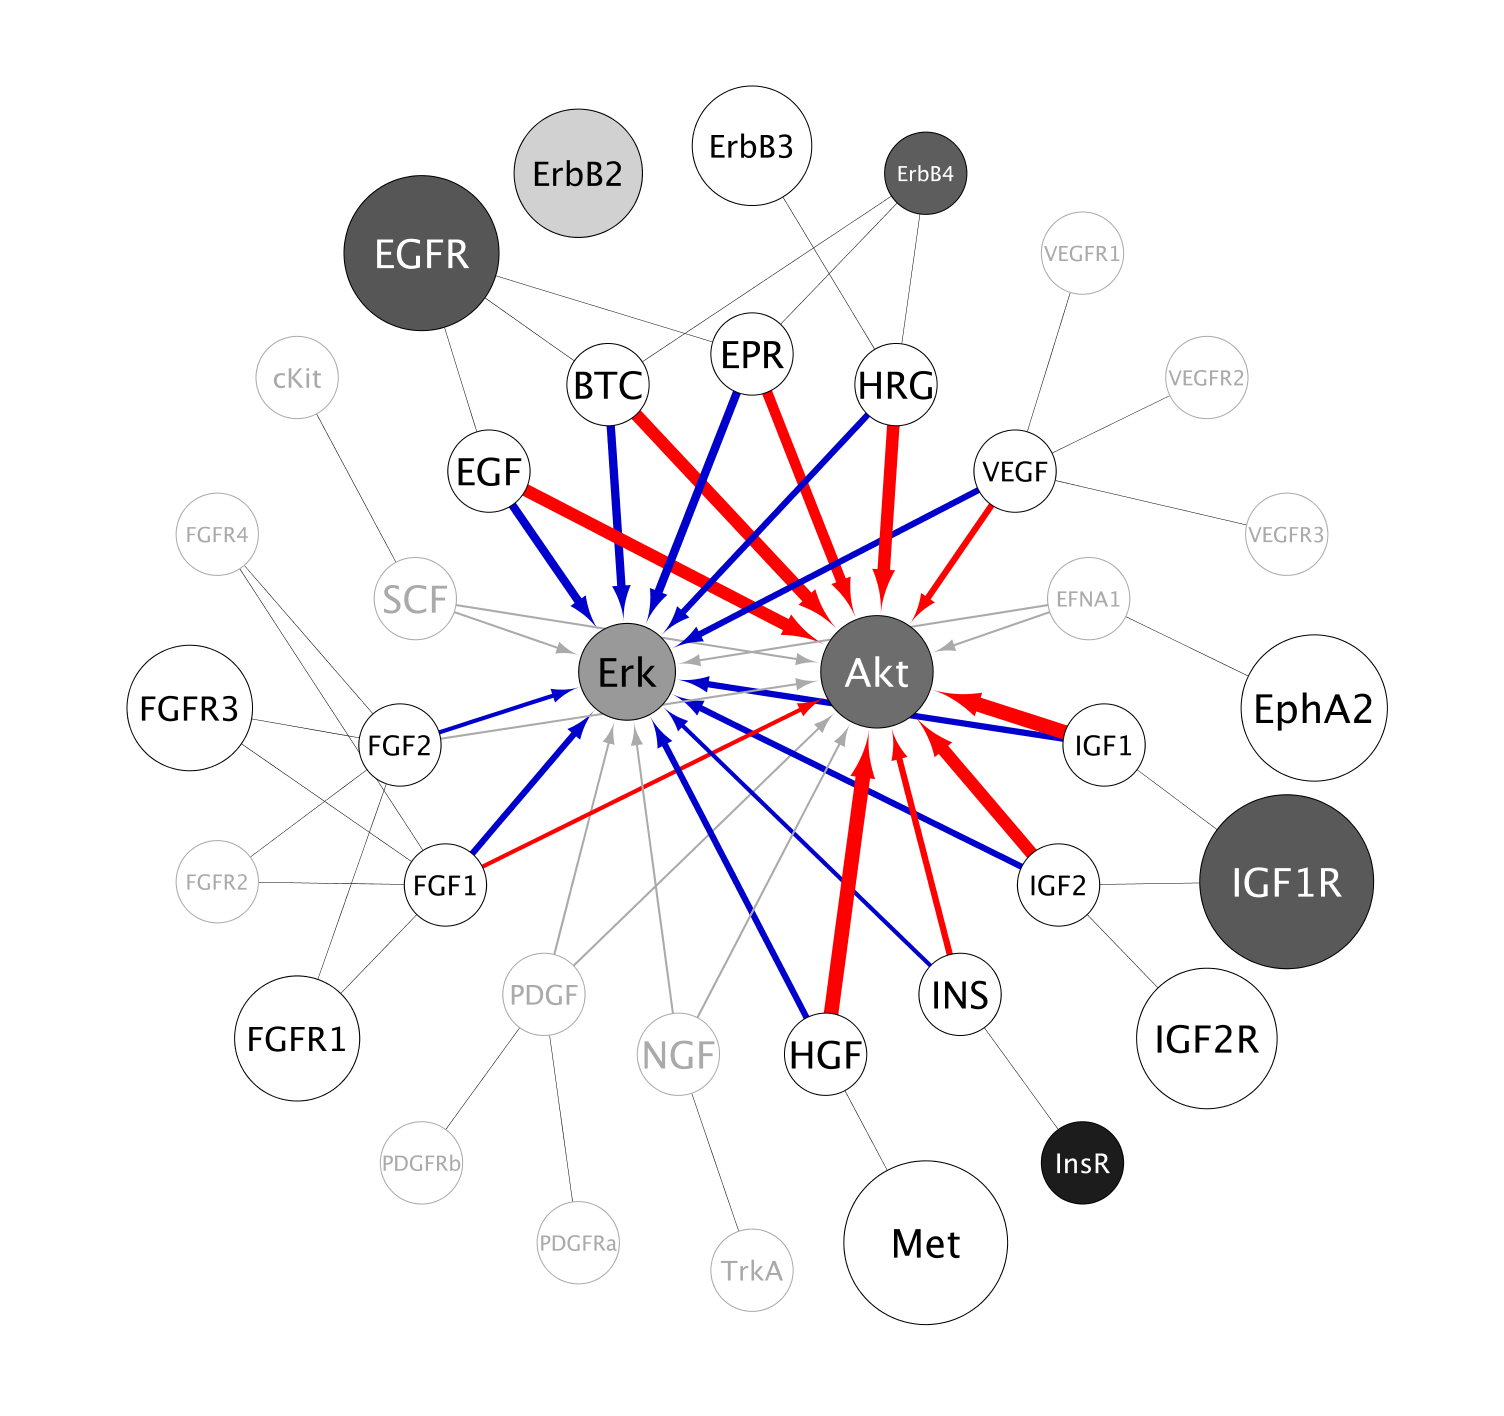 ErbB3
ErbB2
ErbB4
EGFR
VEGFR1
EPR
cKit
BTC
HRG
VEGFR2
EGF
VEGF
FGFR4
VEGFR3
SCF
EFNA1
Erk
Akt
FGFR3
EphA2
FGF2
IGF1
FGFR2
FGF1
IGF2
IGF1R
PDGF
INS
FGFR1
NGF
HGF
IGF2R
PDGFRb
InsR
PDGFRa
Met
TrkA